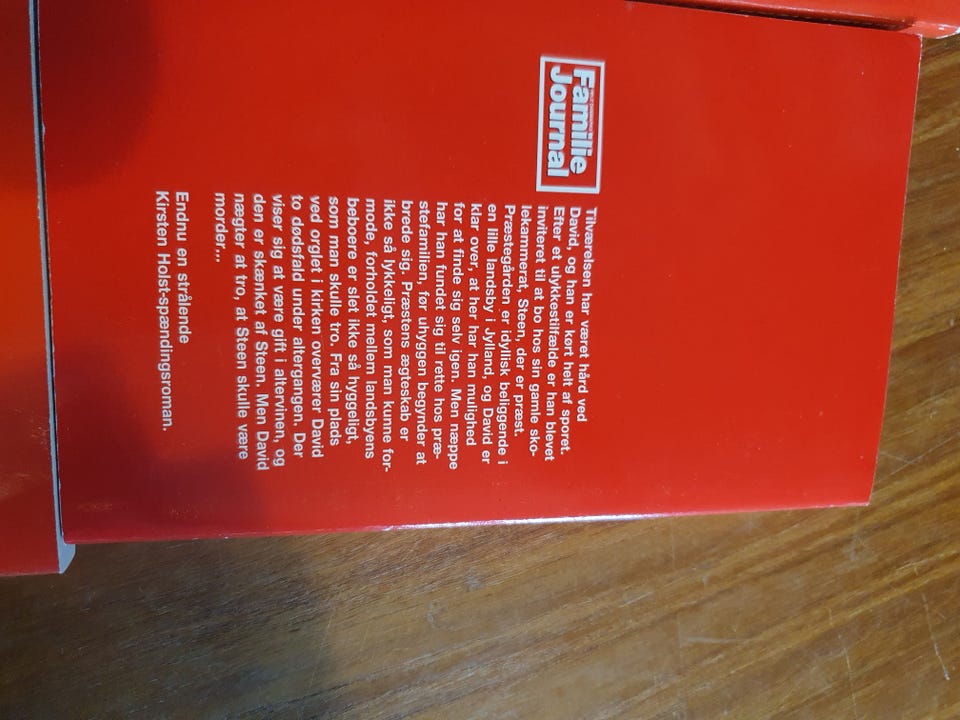 Familie
Journal
Tilværelsen har været hård ved
David, og han er kørt helt af sporet.
Efter et ulykkestilfælde er han blevet
inviteret til at bo hos sin gamle sko-
lekammerat, Steen, der er præst.
Præstegården er idyllisk beliggende i
en lille landsby i Jylland, og David er
klar over, at her har han mulighed
for at finde sig selv igen. Men næppe
har han fundet sig til rette hos præ-
stefamilien, før uhyggen begynder at
brede sig. Præstens ægteskab er
ikke så lykkeligt, som man kunne for-
mode, forholdet mellem landsbyens
beboere er slet ikke så hyggeligt,
som man skulle tro. Fra sin plads
ved orglet i kirken overværer David
to dødsfald under altergangen. Der
viser sig at være gift i altervinen, og
den er skænket af Steen. Men David
nægter at tro, at Steen skulle være
morder...
Endnu en strålende
Kirsten Holst-spændingsroman.